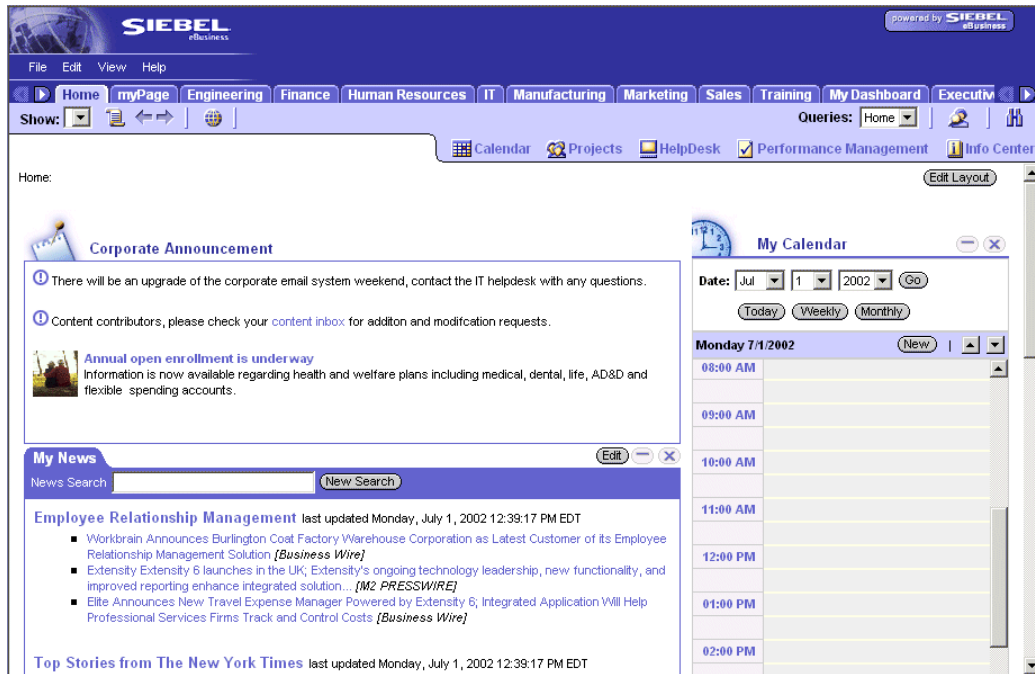 SIEBEL
eBusiness
powered by SIEBEL
eBusiness
File Edit View Help
Home myPage Engineering Finance Human Resources IT Manufacturing Marketing Sales Training My Dashboard Executiv
Show: Queries: Home
Calendar Projects HelpDesk Performance Management Info Center
Home: Edit Layout
Corporate Announcement
There will be an upgrade of the corporate email system weekend, contact the IT helpdesk with any questions.
Content contributors, please check your content inbox for additon and modifcation requests.
Annual open enrollment is underway
Information is now available regarding health and welfare plans including medical, dental, life, AD&D and
flexible spending accounts.
My News Edit
News Search New Search
Employee Relationship Management last updated Monday, July 1, 2002 12:39:17 PM EDT
Workbrain Announces Burlington Coat Factory Warehouse Corporation as Latest Customer of its Employee
Relationship Management Solution [Business Wire]
Extensity Extensity 6 launches in the UK; Extensity's ongoing technology leadership, new functionality, and
improved reporting enhance integrated solution... [M2 PRESSWIRE]
Elite Announces New Travel Expense Manager Powered by Extensity 6; Integrated Application Will Help
Professional Services Firms Track and Control Costs [Business Wire]
Top Stories from The New York Times last updated Monday, July 1, 2002 12:39:17 PM EDT
My Calendar
Date: Jul 1 2002 Go
Today Weekly Monthly
Monday 7/1/2002 New |
08:00 AM
09:00 AM
10:00 AM
11:00 AM
12:00 PM
01:00 PM
02:00 PM